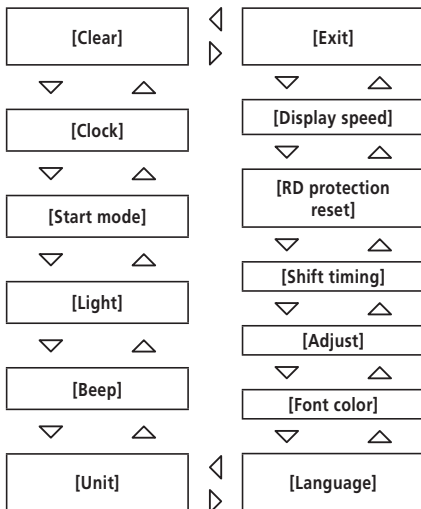 [Clear]
[Clock]
[Start mode]
[Light]
[Beep]
[Unit]
[Exit]
[Display speed]
[RD protection
reset]
[Shift timing]
[Adjust]
[Font color]
[Language]